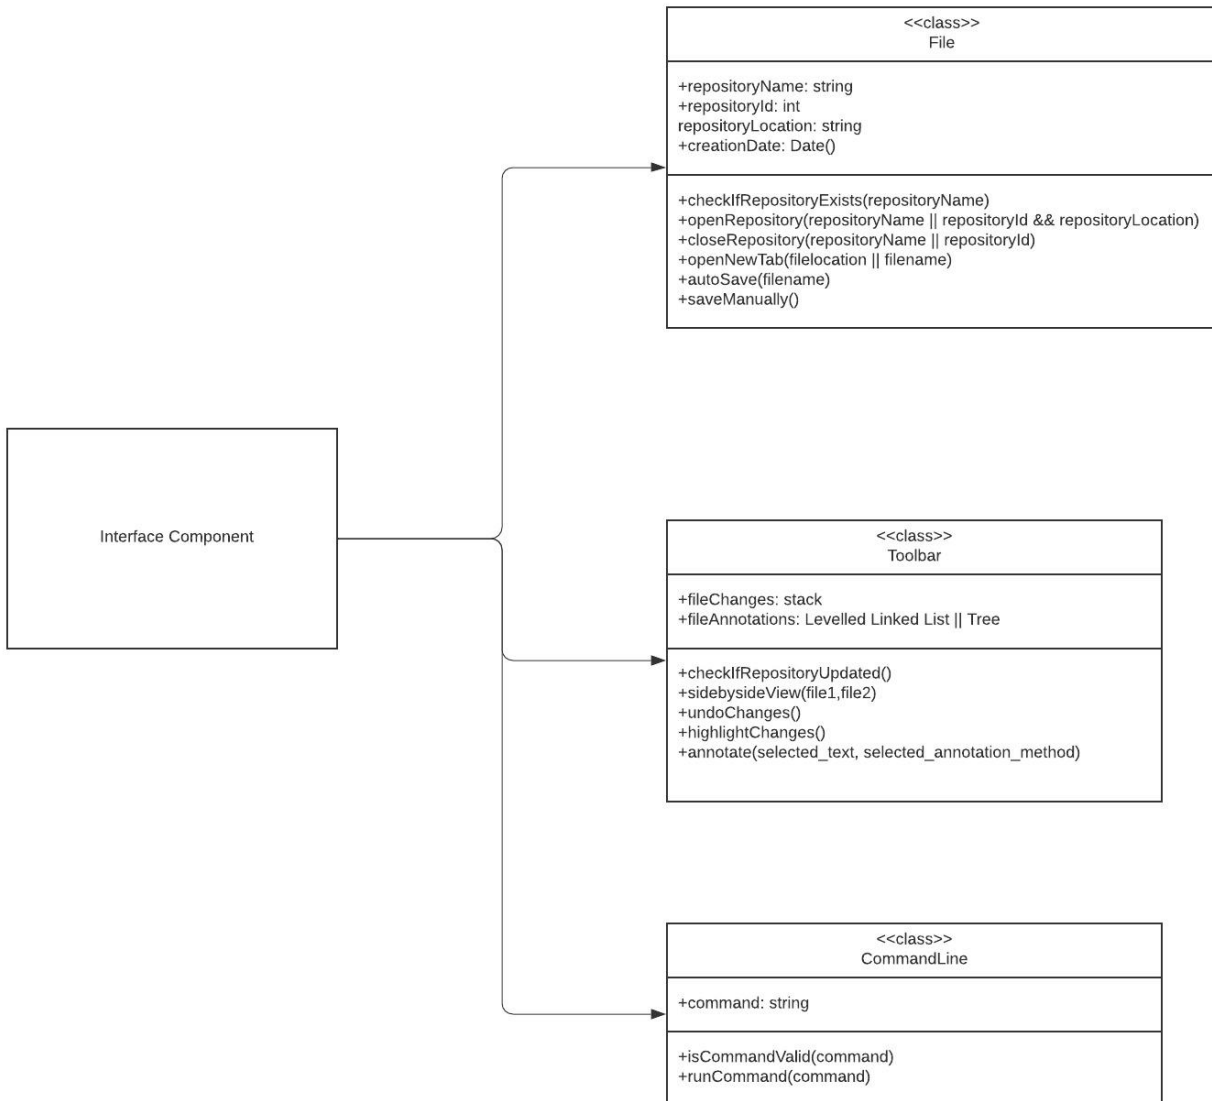 <<class>>
File
+repositoryName: string
+repositoryId: int
repositoryLocation: string
+creationDate: Date()
+checkIfRepositoryExists(repositoryName)
+openRepository(repositoryName || repositoryId && repositoryLocation)
+closeRepository(repositoryName || repositoryId)
+openNewTab(filelocation || filename)
+autoSave(filename)
+saveManually()
Interface Component
<<class>>
Toolbar
+fileChanges: stack
+fileAnnotations: Levelled Linked List || Tree
+checkIfRepositoryUpdated()
+sidebysideView(file1,file2)
+undoChanges()
+highlightChanges()
+annotate(selected_text, selected_annotation_method)
<<class>>
CommandLine
+command: string
+isCommandValid(command)
+runCommand(command)